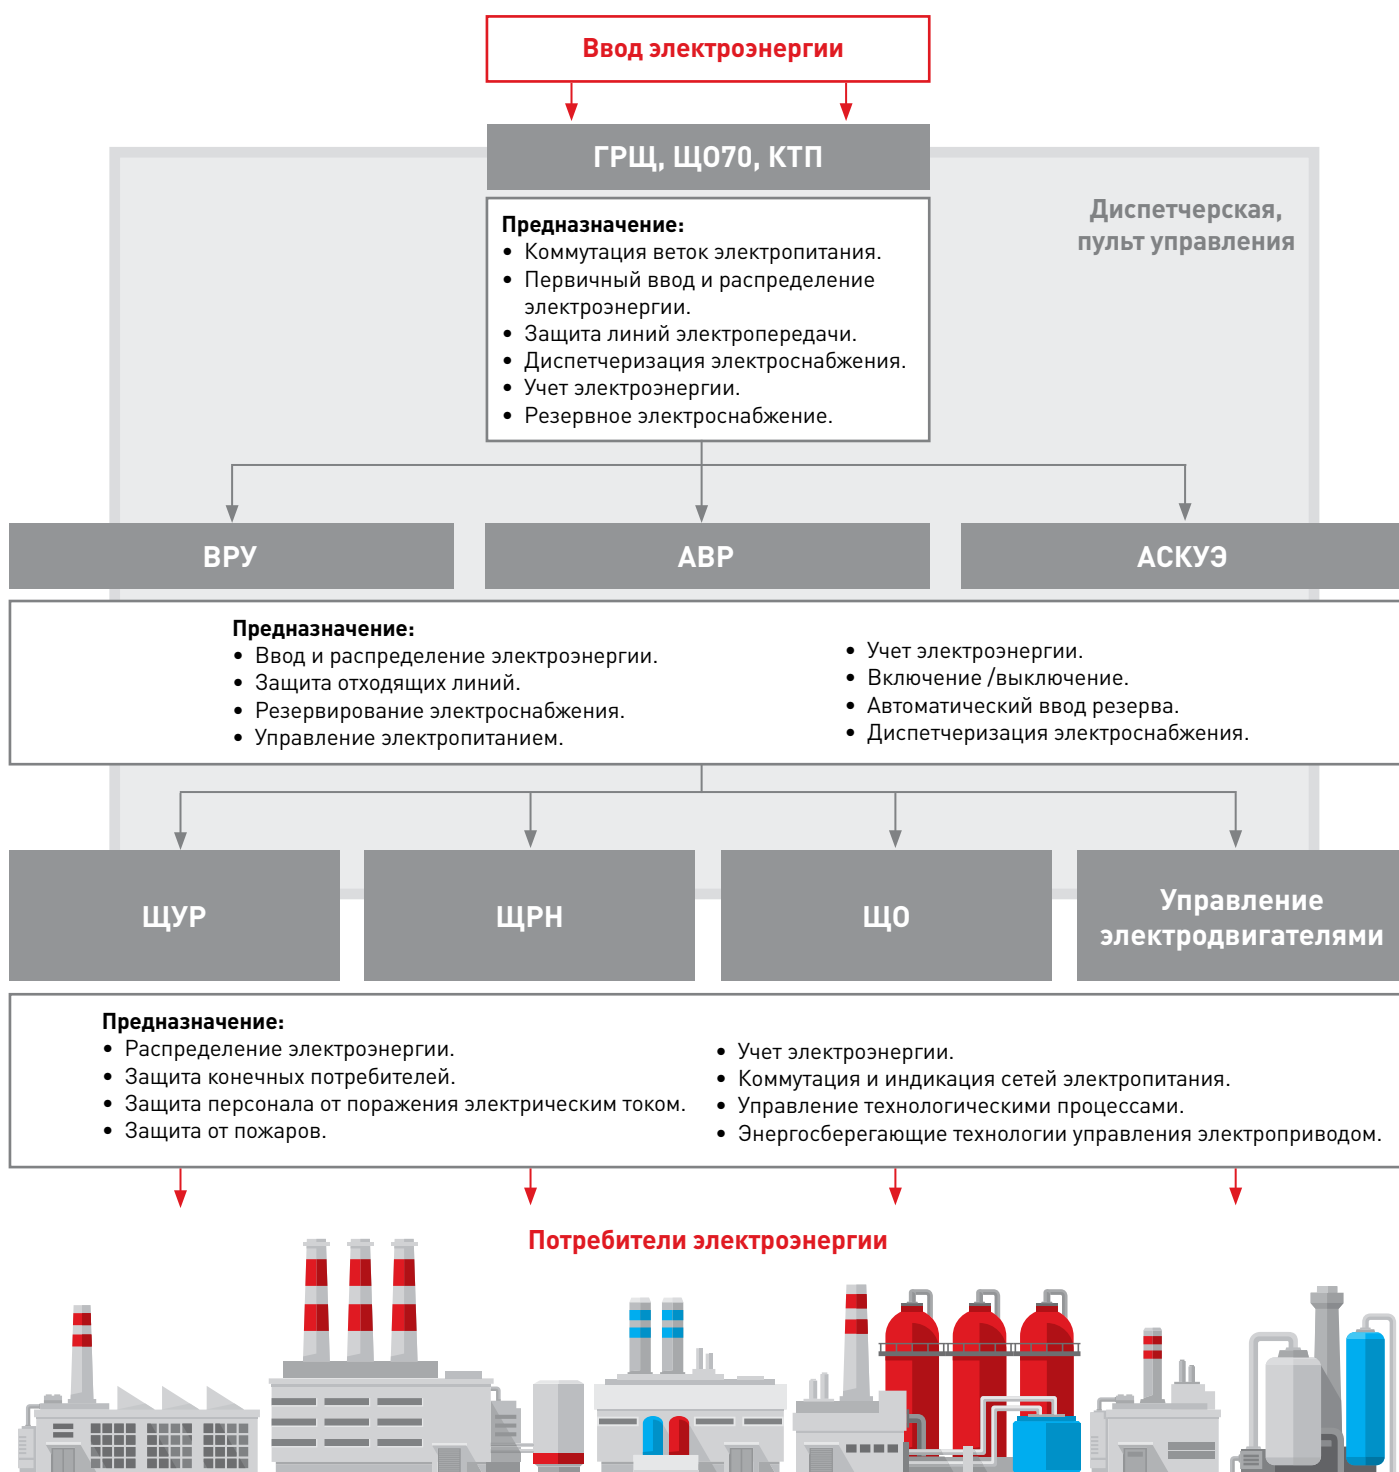 Ввод электроэнергии
ГРЩ, ЩО70, КТП
Диспетчерская,
пульт управления
Предназначение:
• Коммутация веток электропитания.
• Первичный ввод и распределение
электроэнергии.
• Защита линий электропередачи.
• Диспетчеризация электроснабжения.
• Учет электроэнергии.
• Резервное электроснабжение.
ВРУ
АВР
АСКУЭ
Предназначение:
• Ввод и распределение электроэнергии.
• Защита отходящих линий.
• Резервирование электроснабжения.
• Управление электропитанием.
• Учет электроэнергии.
• Включение /выключение.
• Автоматический ввод резерва.
• Диспетчеризация электроснабжения.
ЩУР
ЩРН
ЩО
Управление
электродвигателями
Предназначение:
• Распределение электроэнергии.
• Защита конечных потребителей.
• Защита персонала от поражения электрическим током.
• Защита от пожаров.
• Учет электроэнергии.
• Коммутация и индикация сетей электропитания.
• Управление технологическими процессами.
• Энергосберегающие технологии управления электроприводом.
Потребители электроэнергии